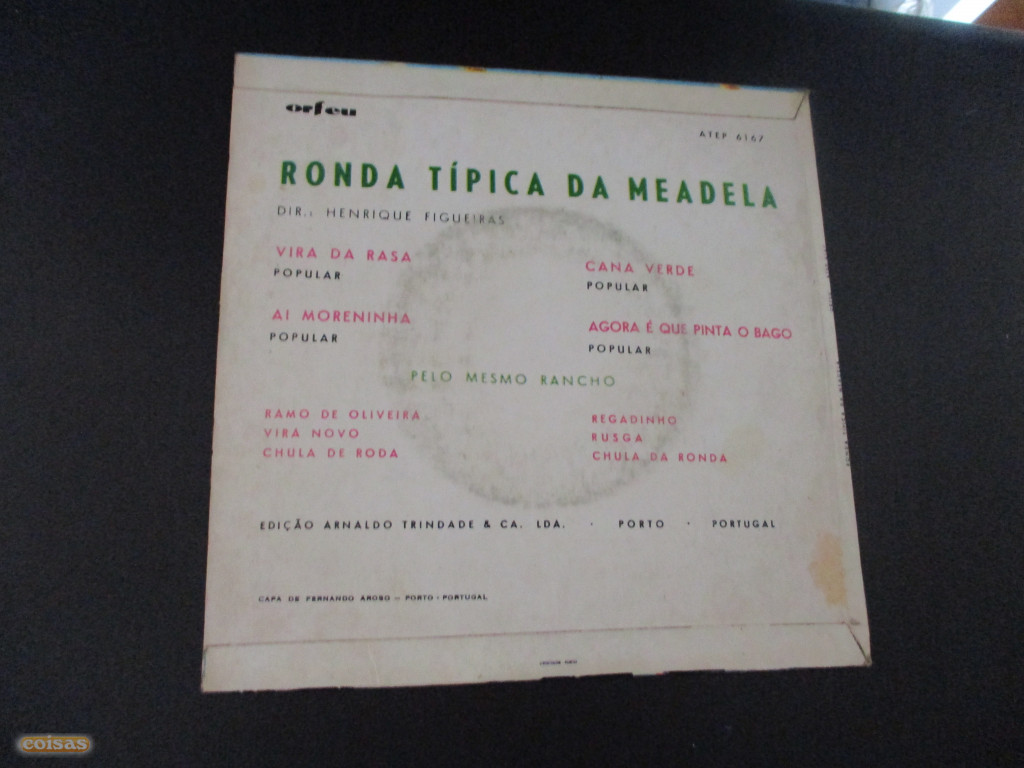 orfeu
ATEP 6167
RONDA TÍPICA DA MEADELA
DIR.: HENRIQUE FIGUEIRAS
VIRA DA RASA
POPULAR
AI MORENINHA
POPULAR
CANA VERDE
POPULAR
AGORA É QUE PINTA O BAGO
POPULAR
PELO MESMO RANCHO
RAMO DE OLIVEIRA
VIRA NOVO
CHULA DE RODA
REGADINHO
RUSGA
CHULA DA RONDA
EDIÇÃO ARNALDO TRINDADE & CA. LDA. · PORTO · PORTUGAL
CAPA DE FERNANDO AROSO — PORTO - PORTUGAL
coisas